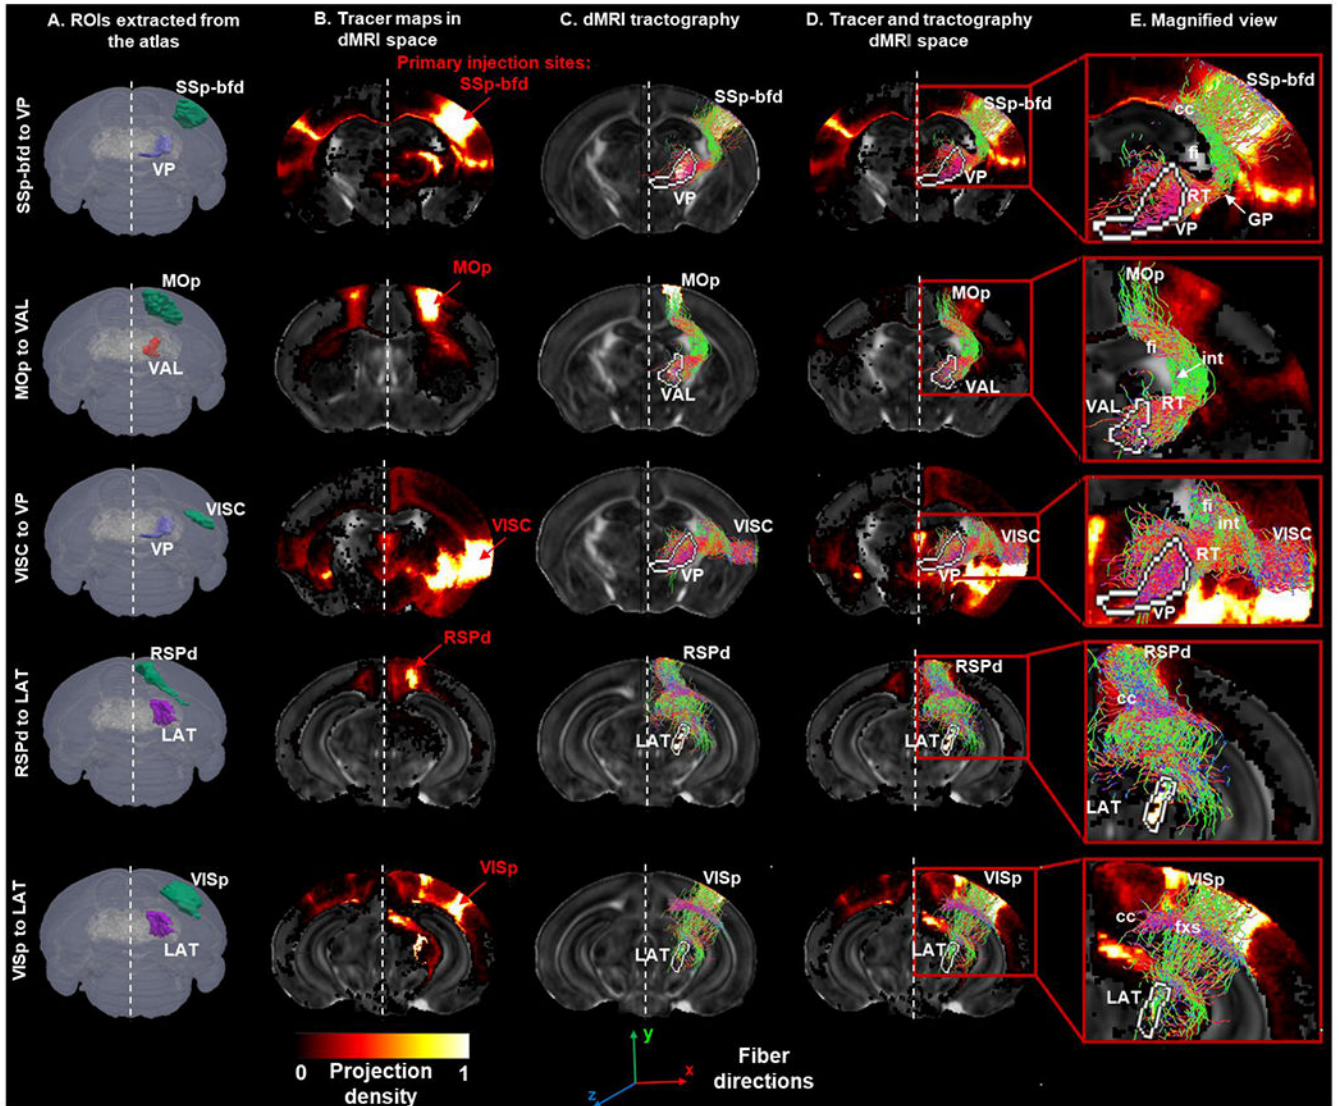 A. ROIs extracted from
the atlas
B. Tracer maps in
dMRI space
C. dMRI tractography
D. Tracer and tractography
dMRI space
E. Magnified view
SSp-bfd to VP
SSp-bfd
VP
Primary injection sites:
SSp-bfd
SSp-bfd
VP
SSp-bfd
VP
SSp-bfd
cc
fi
RT
VP
GP
MOp to VAL
MOp
VAL
MOp
MOp
VAL
MOp
VAL
MOp
fi
int
RT
VAL
VISC to VP
VISC
VP
VISC
VISC
VP
VISC
VP
fi
int
VISC
RT
VP
RSPd to LAT
RSPd
LAT
RSPd
RSPd
LAT
RSPd
LAT
RSPd
cc
LAT
VISp to LAT
VISp
LAT
VISp
VISp
LAT
VISp
LAT
VISp
cc
fxs
LAT
0 Projection 1
density
y
x
z
Fiber
directions